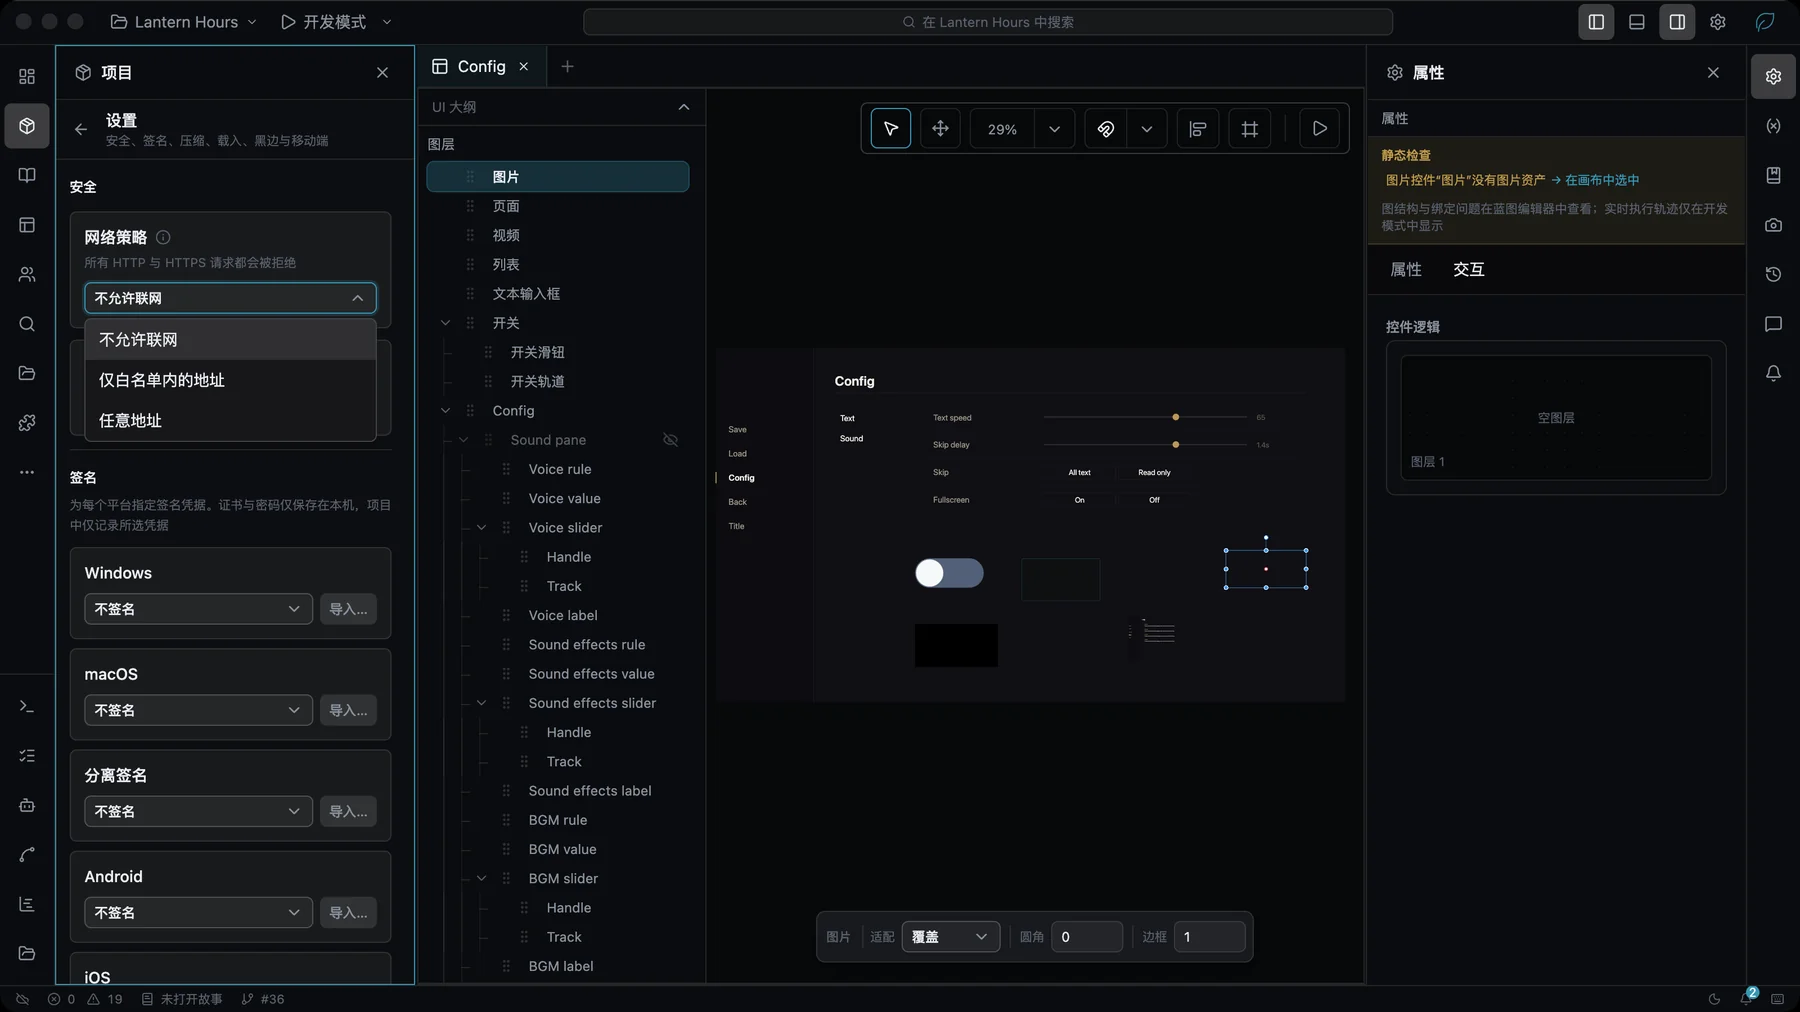 Lantern Hours
开发模式
在 Lantern Hours 中搜索
项目
设置
安全、签名、压缩、载入、黑边与移动端
安全
网络策略
所有 HTTP 与 HTTPS 请求都会被拒绝
不允许联网
不允许联网
仅白名单内的地址
任意地址
签名
为每个平台指定签名凭据。证书与密码仅保存在本机，项目
中仅记录所选凭据
Windows
不签名
导入...
macOS
不签名
导入...
分离签名
不签名
导入...
Android
不签名
导入...
iOS
Config
UI 大纲
图层
图片
页面
视频
列表
文本输入框
开关
开关滑钮
开关轨道
Config
Sound pane
Voice rule
Voice value
Voice slider
Handle
Track
Voice label
Sound effects rule
Sound effects value
Sound effects slider
Handle
Track
Sound effects label
BGM rule
BGM value
BGM slider
Handle
Track
BGM label
29%
Config
Save
Load
Config
Back
Title
Text
Sound
Text speed
65
Skip delay
1.4s
Skip
All text
Read only
Fullscreen
On
Off
图片
适配
覆盖
圆角
0
边框
1
属性
属性
静态检查
图片控件“图片”没有图片资产 → 在画布中选中
图结构与绑定问题在蓝图编辑器中查看；实时执行轨迹仅在开发
模式中显示
属性
交互
控件逻辑
空图层
图层 1
0
19
未打开故事
#36
2